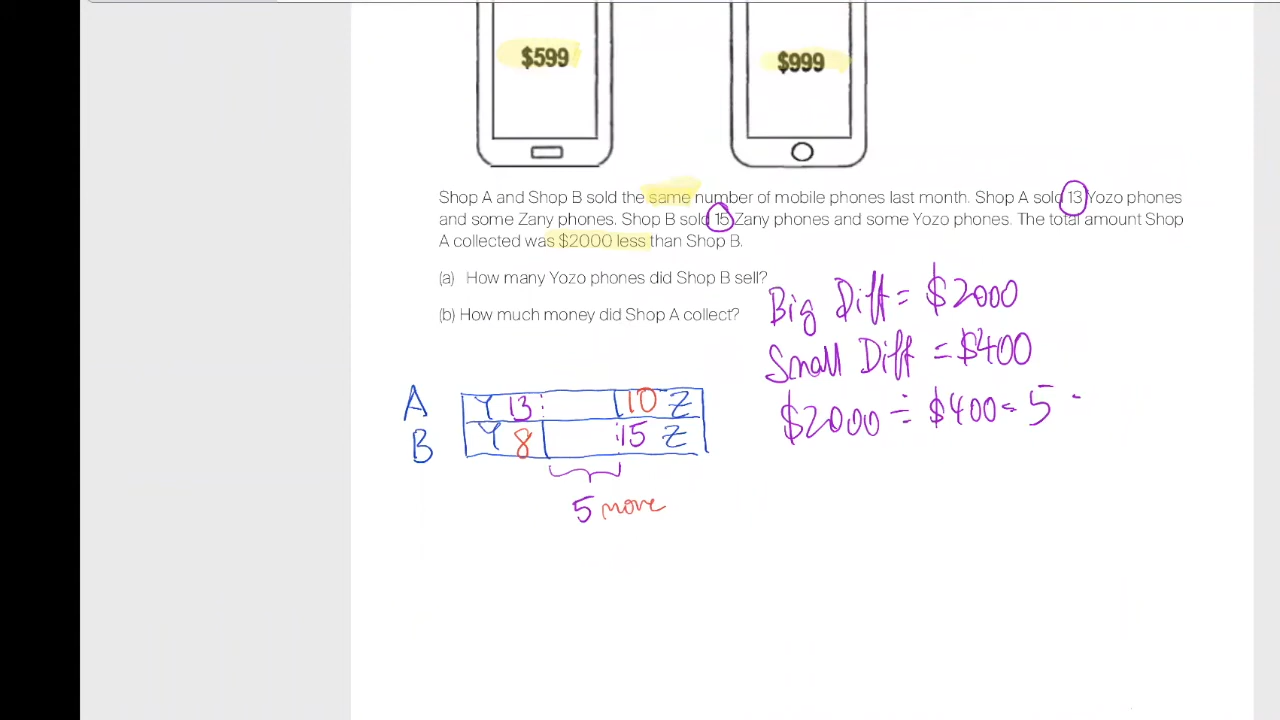 $599
$999
Shop A and Shop B sold the same number of mobile phones last month. Shop A sold 13 Yozo phones
and some Zany phones. Shop B sold 15 Zany phones and some Yozo phones. The total amount Shop
A collected was $2000 less than Shop B.
(a) How many Yozo phones did Shop B sell?
(b) How much money did Shop A collect?
Big Diff = $2000
Small Diff = $400
$2000 ÷ $400 = 5
A Y 13 10 Z
B Y 8 15 Z
5 more